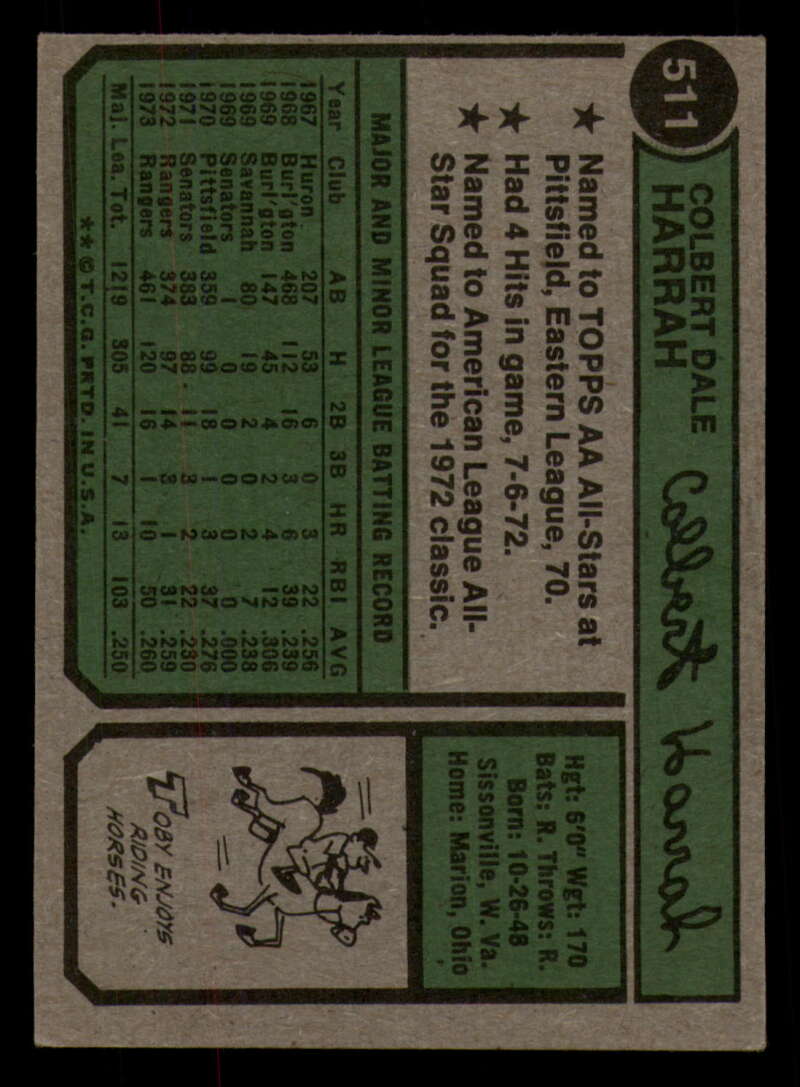 511
COLBERT DALE
HARRAH
Colbert Harrah
★ Named to TOPPS AA All-Stars at
Pittsfield, Eastern League, 70.
★ Had 4 Hits in game, 7-6-72.
★ Named to American League All-
Star Squad for the 1972 classic.
Hgt: 6'0" Wgt: 170
Bats: R. Throws: R.
Born: 10-26-48
Sissonville, W. Va.
Home: Marion, Ohio
MAJOR AND MINOR LEAGUE BATTING RECORD
Year Club AB H 2B 3B HR RBI AVG
1967 Huron 207 53 6 0 3 22 .256
1968 Burl'gton 468 112 16 3 6 39 .239
1969 Burl'gton 147 45 4 2 4 12 .306
1969 Savannah 80 19 2 0 2 7 .238
1969 Senators 1 0 0 0 0 0 .000
1970 Pittsfield 359 99 18 1 3 37 .276
1971 Senators 383 88 11 3 2 22 .230
1972 Rangers 374 97 14 3 1 31 .259
1973 Rangers 461 120 16 1 10 50 .260
Maj. Lea. Tot. 1219 305 41 7 13 103 .250
**© T.C.G. PRTD. IN U.S.A.
TOBY ENJOYS
RIDING
HORSES.